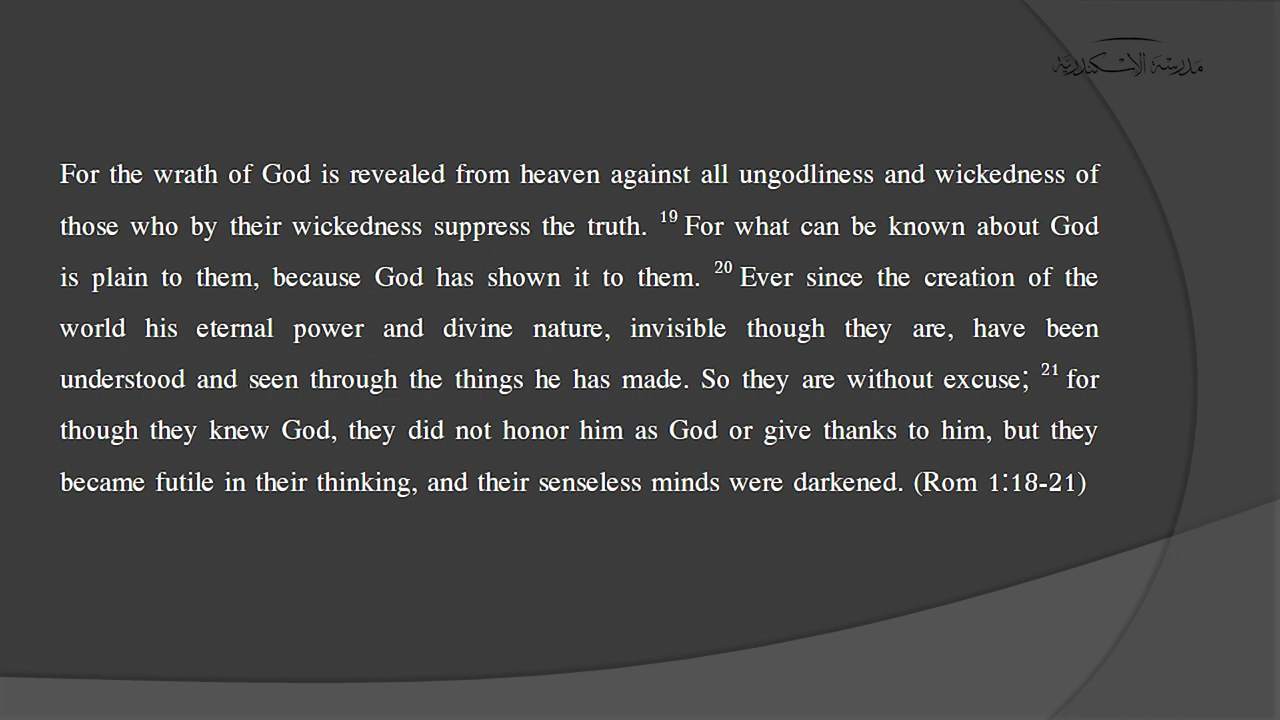 مدرسة الإسكندرية
For the wrath of God is revealed from heaven against all ungodliness and wickedness of
those who by their wickedness suppress the truth. 19 For what can be known about God
is plain to them, because God has shown it to them. 20 Ever since the creation of the
world his eternal power and divine nature, invisible though they are, have been
understood and seen through the things he has made. So they are without excuse; 21 for
though they knew God, they did not honor him as God or give thanks to him, but they
became futile in their thinking, and their senseless minds were darkened. (Rom 1:18-21)